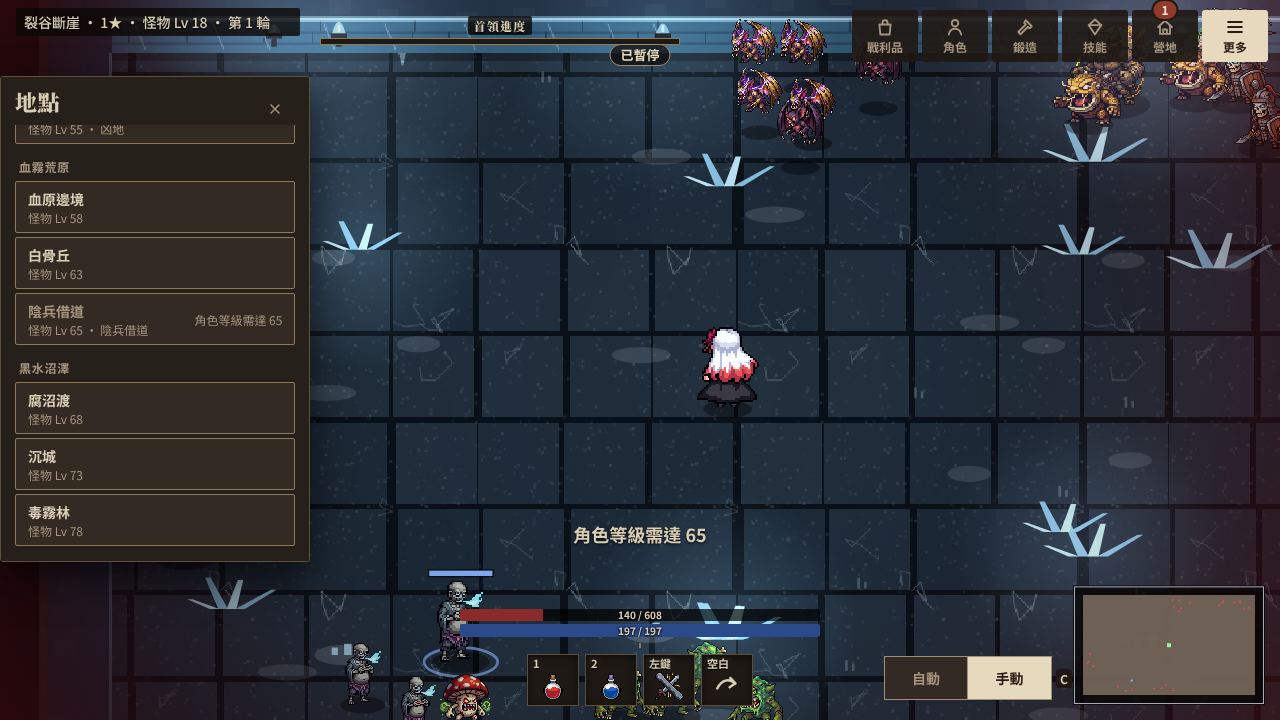 裂谷斷崖 · 1★ · 怪物 Lv 18 · 第 1 輪
首領進度
已暫停
戰利品
角色
鍛造
技能
1
營地
更多
地點
×
怪物 Lv 55 · 凶地
血霧荒原
血原邊境
怪物 Lv 58
白骨丘
怪物 Lv 63
陰兵借道
怪物 Lv 65 · 陰兵借道
角色等級需達 65
黑水沼澤
腐沼渡
怪物 Lv 68
沉城
怪物 Lv 73
毒霧林
怪物 Lv 78
角色等級需達 65
140 / 608
197 / 197
1
2
左鍵
空白
自動
手動
C